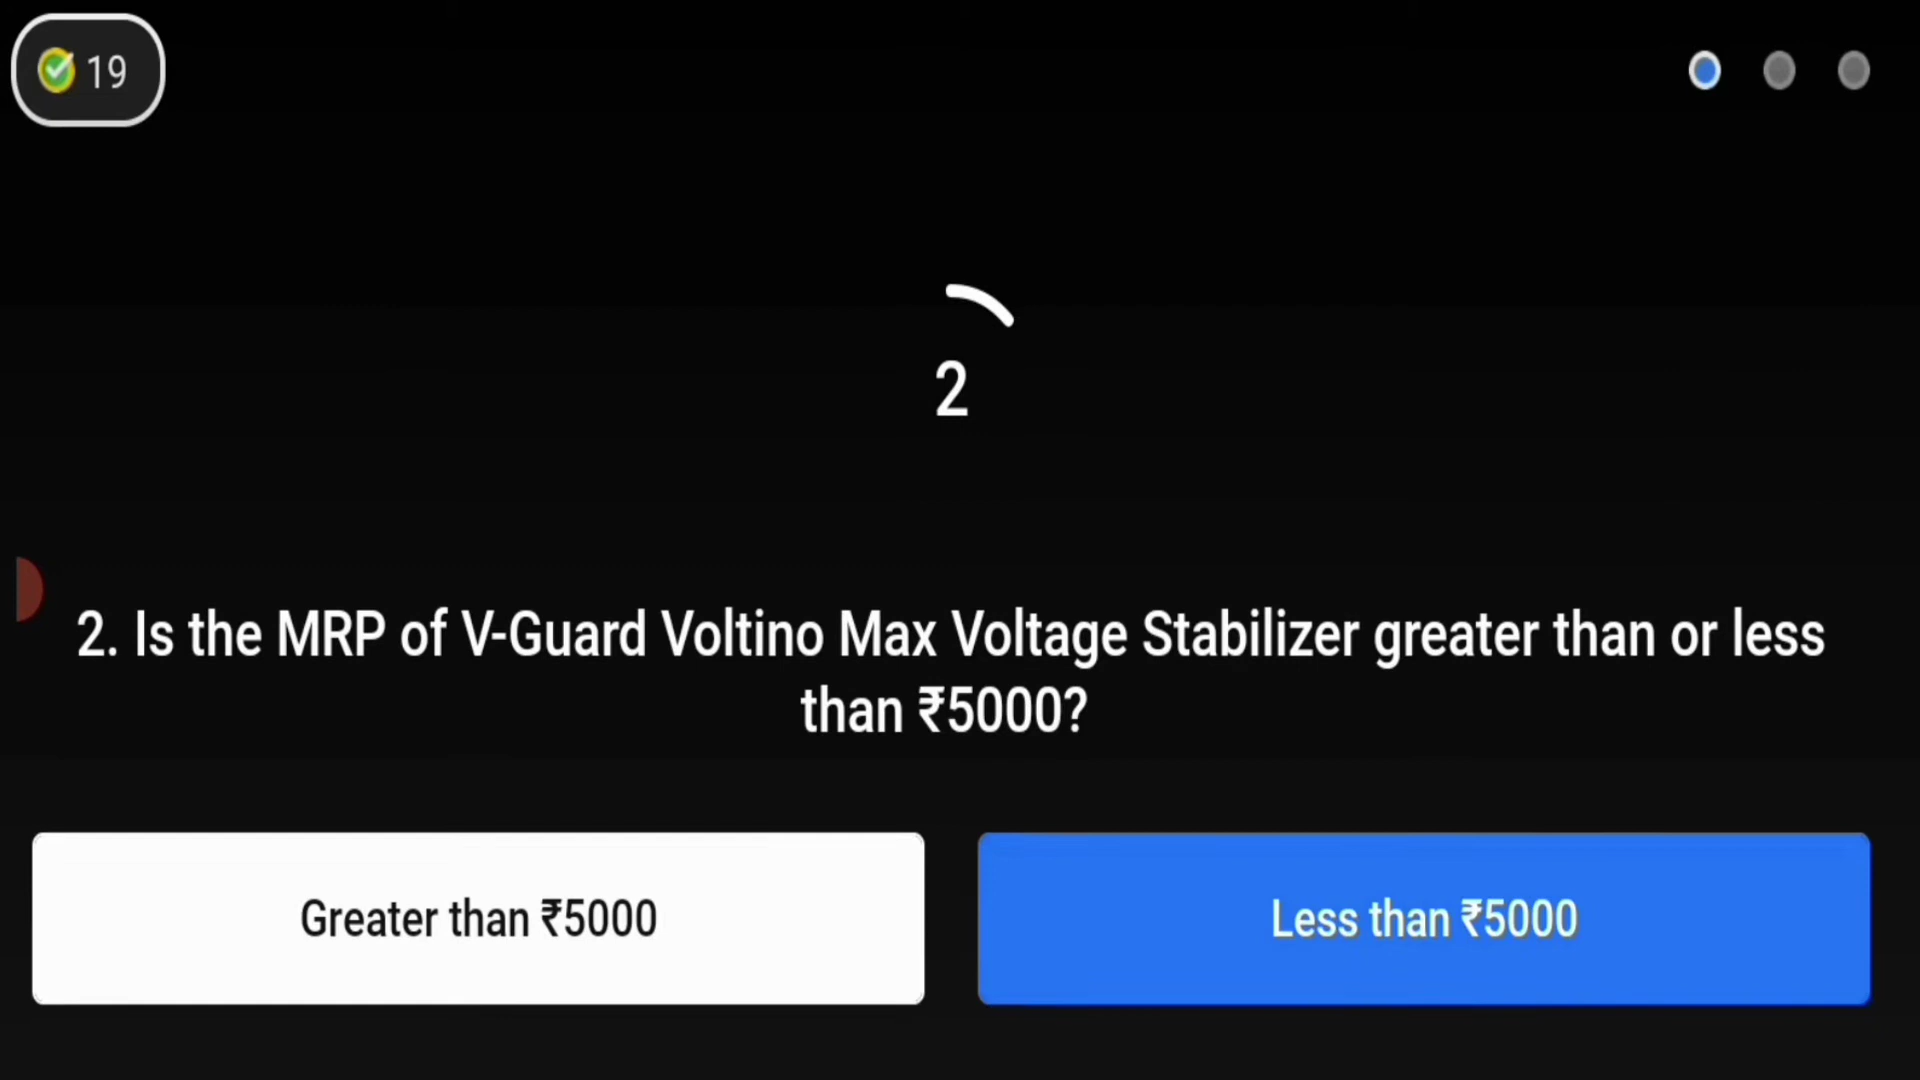 19
2
2. Is the MRP of V-Guard Voltino Max Voltage Stabilizer greater than or less
than ₹5000?
Greater than ₹5000
Less than ₹5000